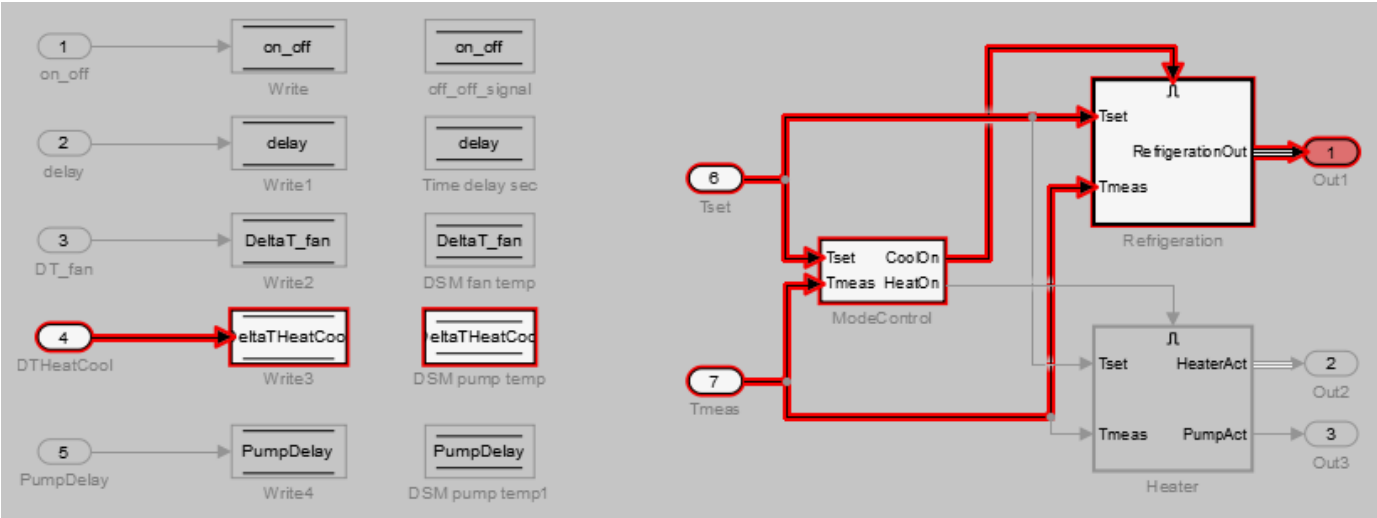 1
on_off
on_off
Write
on_off
off_off_signal
2
delay
delay
Write1
delay
Time delay sec
3
DT_fan
DeltaT_fan
Write2
DeltaT_fan
DSM fan temp
4
DTHeatCool
eltaTHeatCoo
Write3
eltaTHeatCoo
DSM pump temp
5
PumpDelay
PumpDelay
Write4
PumpDelay
DSM pump temp1
6
Tset
7
Tmeas
Tset CoolOn
Tmeas HeatOn
ModeControl
Tset
RefrigerationOut
Tmeas
Refrigeration
1
Out1
Tset HeaterAct
Tmeas PumpAct
Heater
2
Out2
3
Out3